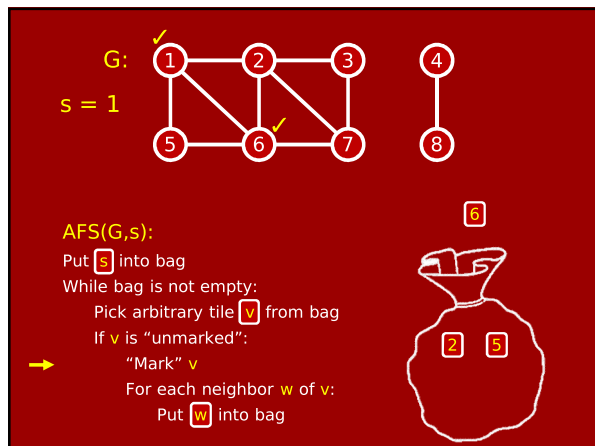 ✓
G: 1 2 3 4
s = 1
✓
5 6 7 8
6
AFS(G,s):
Put s into bag
While bag is not empty:
Pick arbitrary tile v from bag
If v is “unmarked”:
2 5
“Mark” v
For each neighbor w of v:
Put w into bag